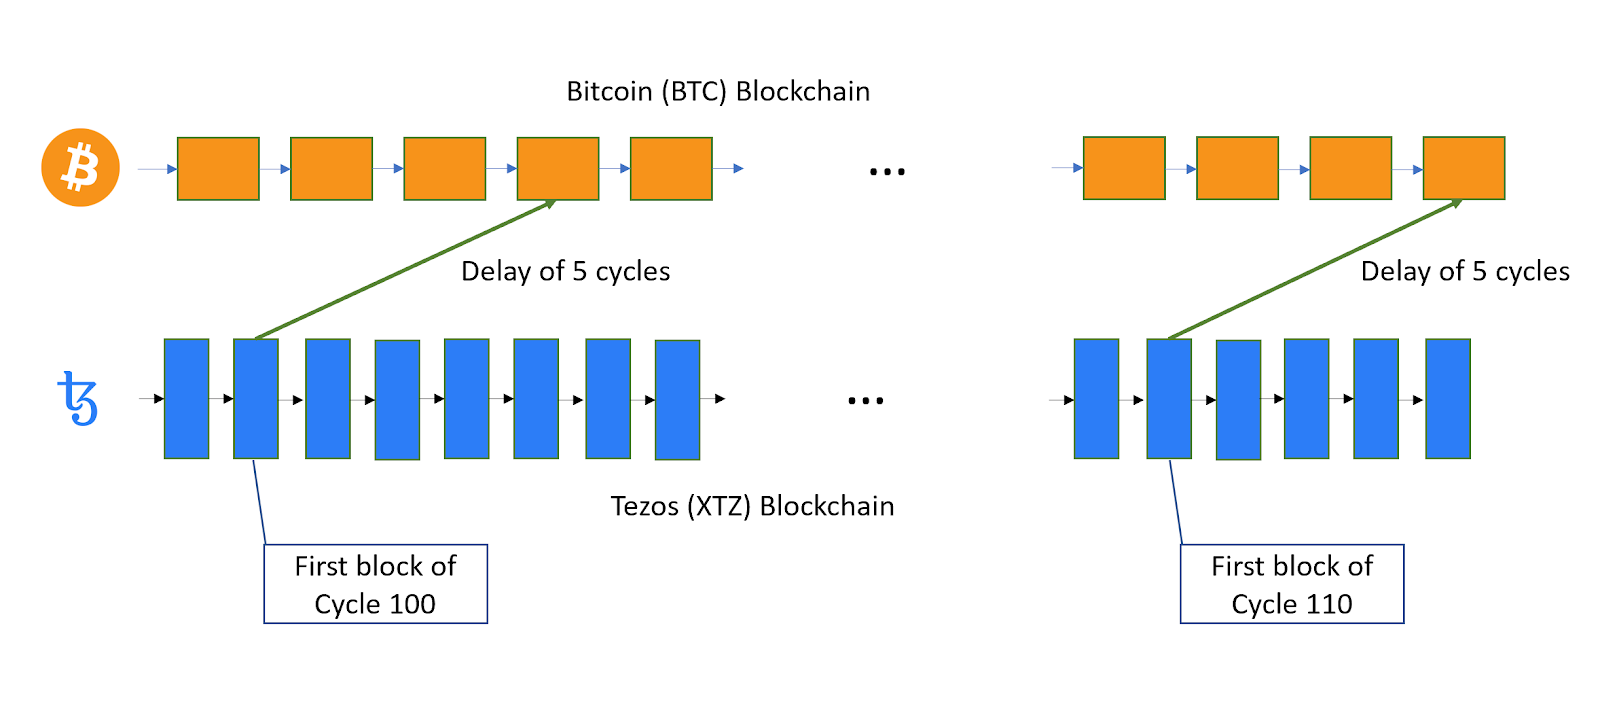 Bitcoin (BTC) Blockchain
...
Delay of 5 cycles
Delay of 5 cycles
...
Tezos (XTZ) Blockchain
First block of
Cycle 100
First block of
Cycle 110